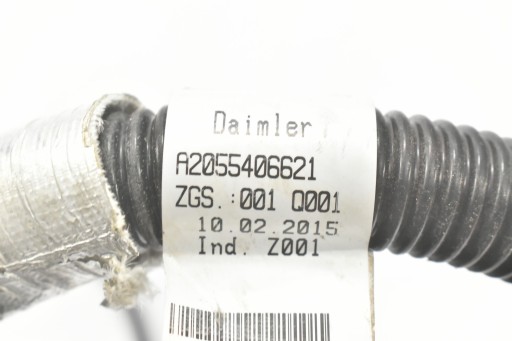 Daimler
A2055406621
ZGS.:001 Q001
10.02.2015
Ind. Z001